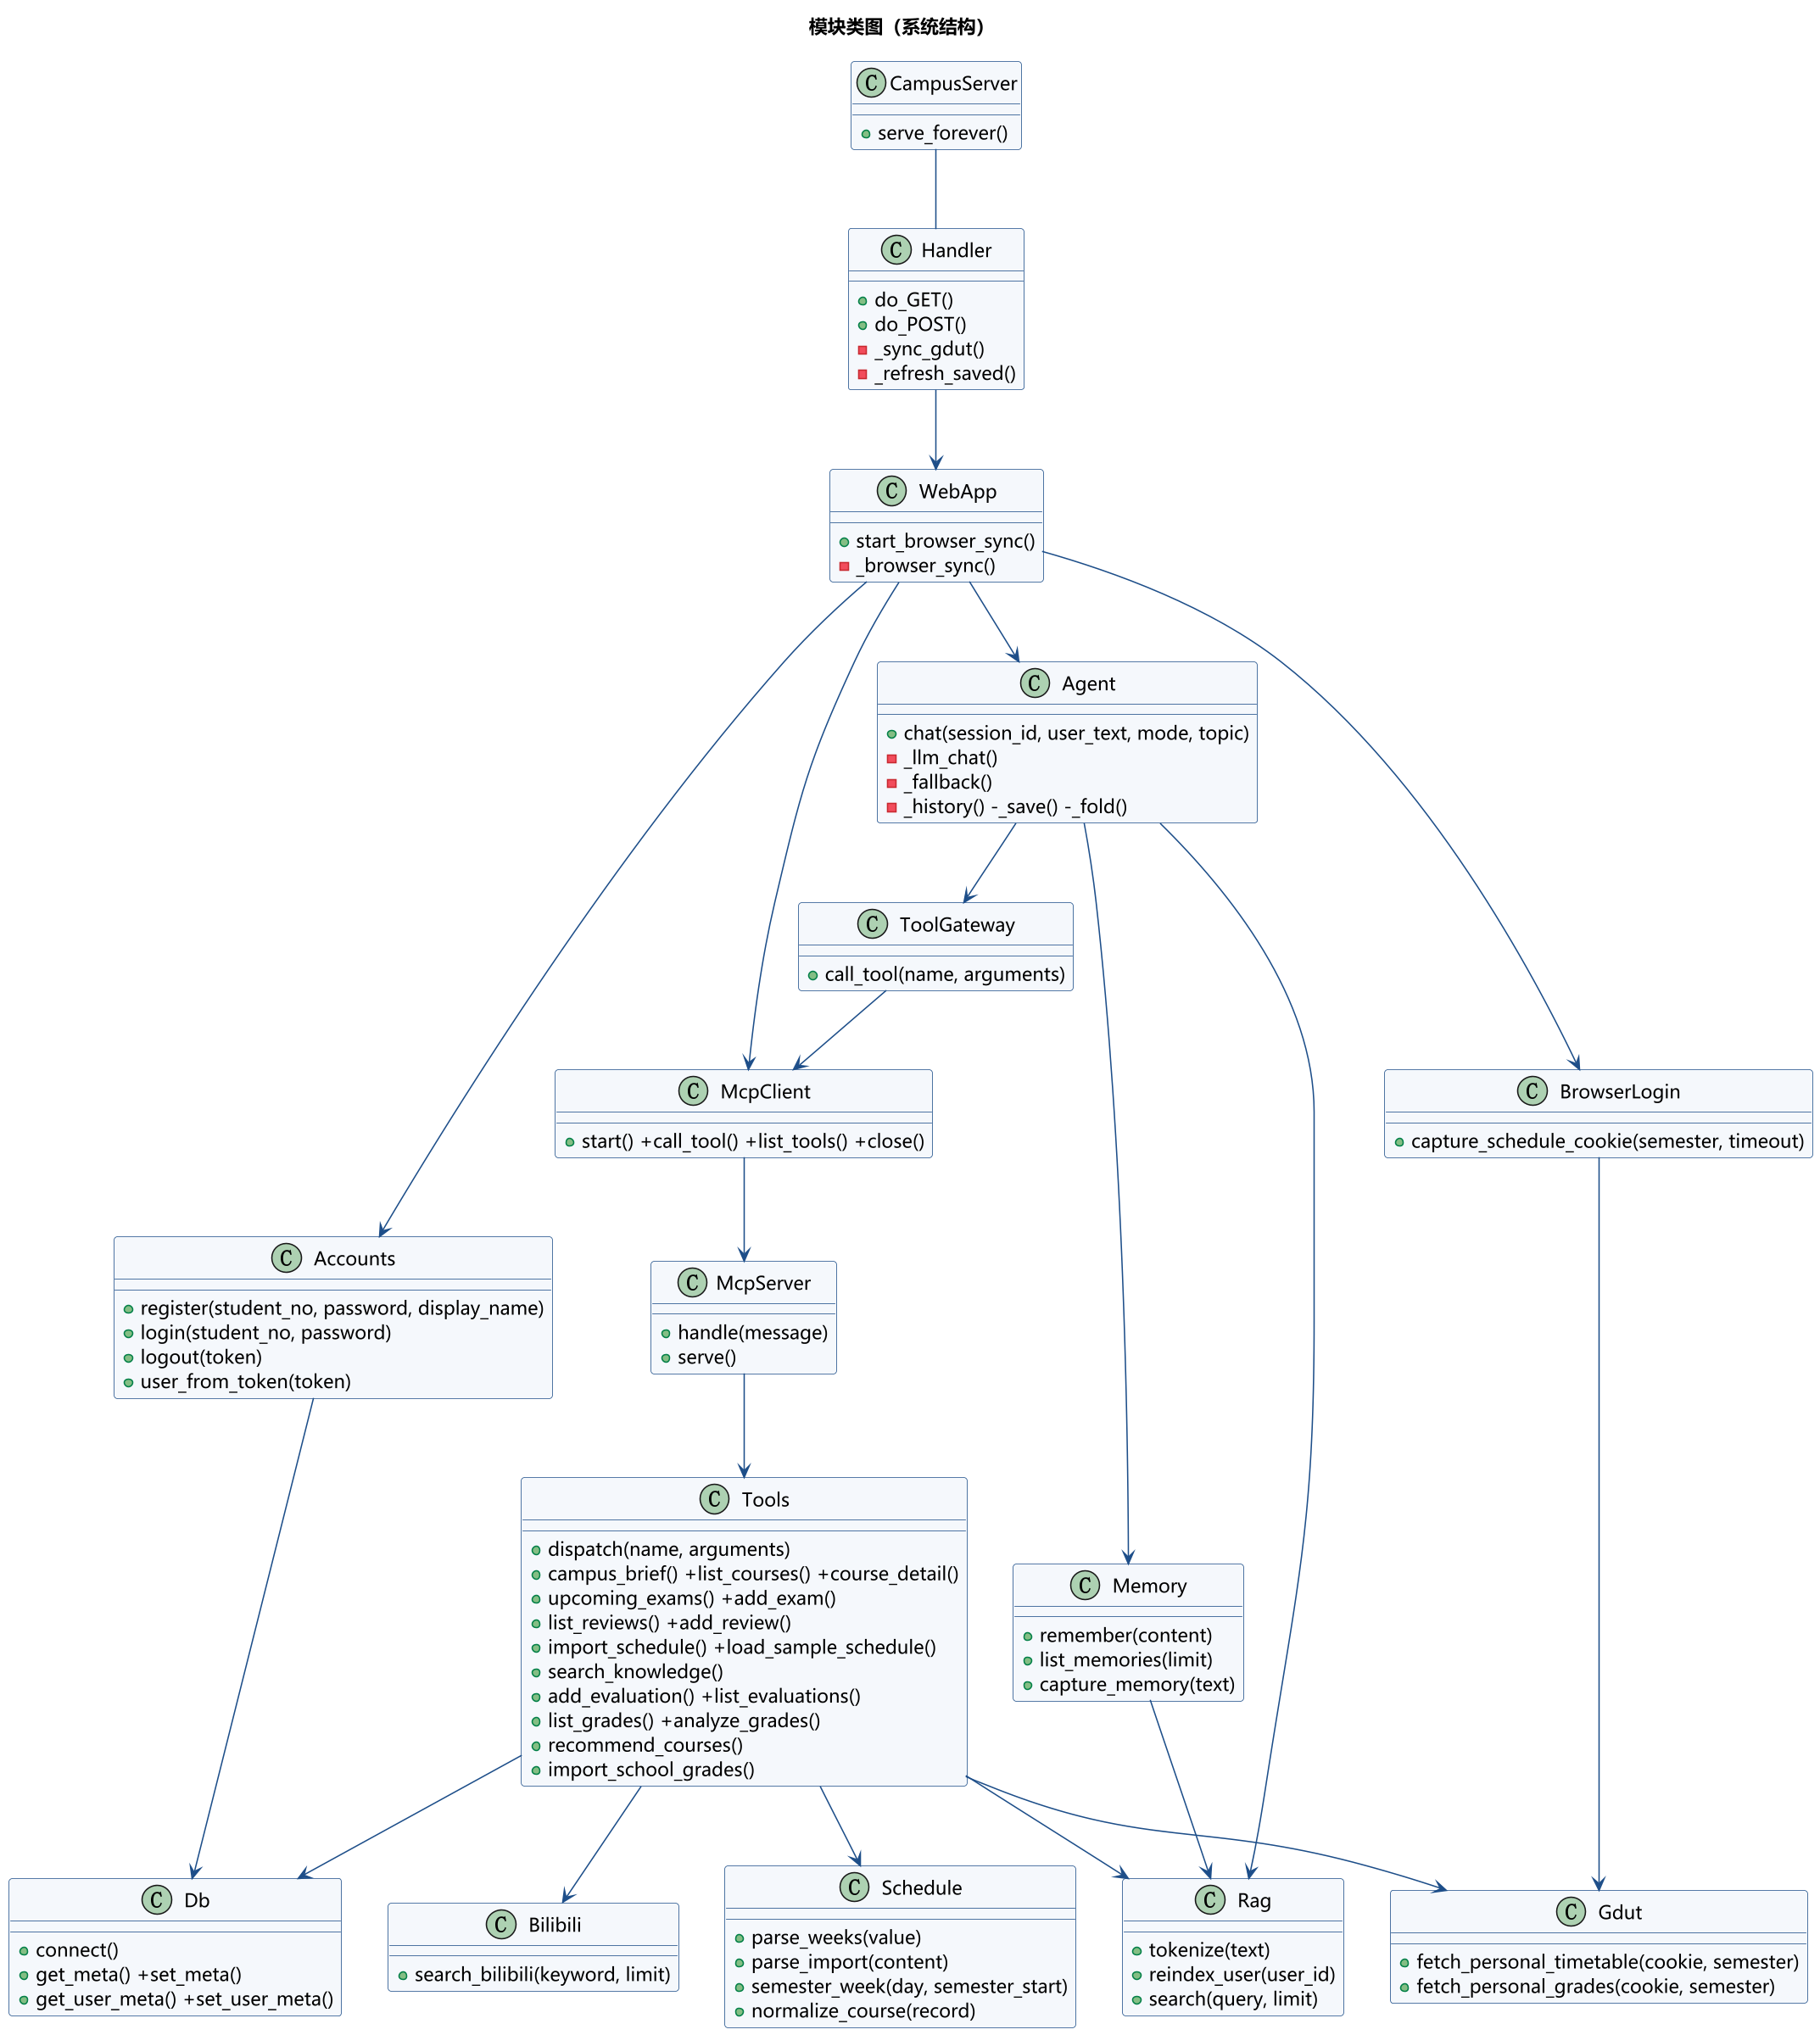 模块类图（系统结构）
C CampusServer
serve_forever()
C Handler
do_GET()
do_POST()
_sync_gdut()
_refresh_saved()
C WebApp
start_browser_sync()
_browser_sync()
C Agent
chat(session_id, user_text, mode, topic)
_llm_chat()
_fallback()
_history() -_save() -_fold()
C ToolGateway
call_tool(name, arguments)
C McpClient
start() +call_tool() +list_tools() +close()
C BrowserLogin
capture_schedule_cookie(semester, timeout)
C Accounts
register(student_no, password, display_name)
login(student_no, password)
logout(token)
user_from_token(token)
C McpServer
handle(message)
serve()
C Tools
dispatch(name, arguments)
campus_brief() +list_courses() +course_detail()
upcoming_exams() +add_exam()
list_reviews() +add_review()
import_schedule() +load_sample_schedule()
search_knowledge()
add_evaluation() +list_evaluations()
list_grades() +analyze_grades()
recommend_courses()
import_school_grades()
C Memory
remember(content)
list_memories(limit)
capture_memory(text)
C Db
connect()
get_meta() +set_meta()
get_user_meta() +set_user_meta()
C Bilibili
search_bilibili(keyword, limit)
C Schedule
parse_weeks(value)
parse_import(content)
semester_week(day, semester_start)
normalize_course(record)
C Rag
tokenize(text)
reindex_user(user_id)
search(query, limit)
C Gdut
fetch_personal_timetable(cookie, semester)
fetch_personal_grades(cookie, semester)